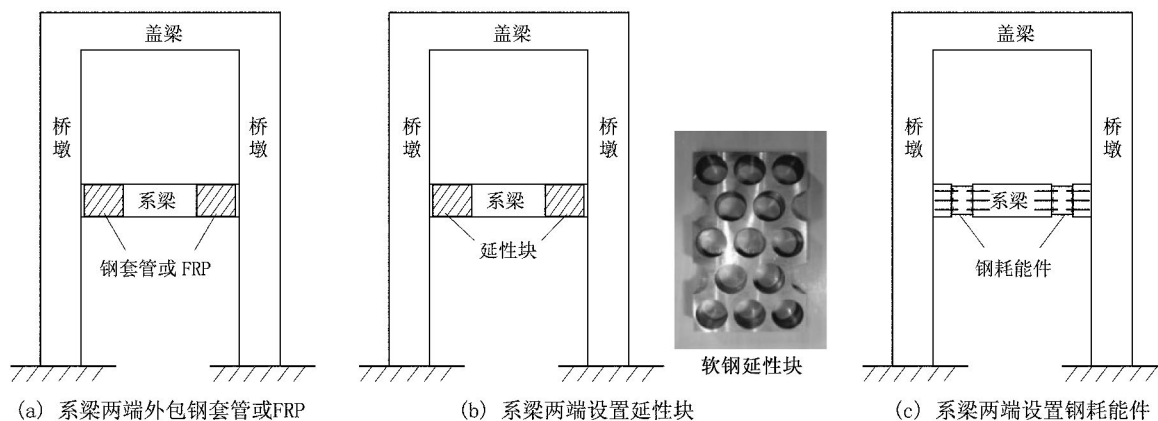 盖梁
桥墩
桥墩
系梁
钢套管或 FRP
(a) 系梁两端外包钢套管或FRP
盖梁
桥墩
桥墩
系梁
延性块
(b) 系梁两端设置延性块
软钢延性块
盖梁
桥墩
桥墩
系梁
钢耗能件
(c) 系梁两端设置钢耗能件